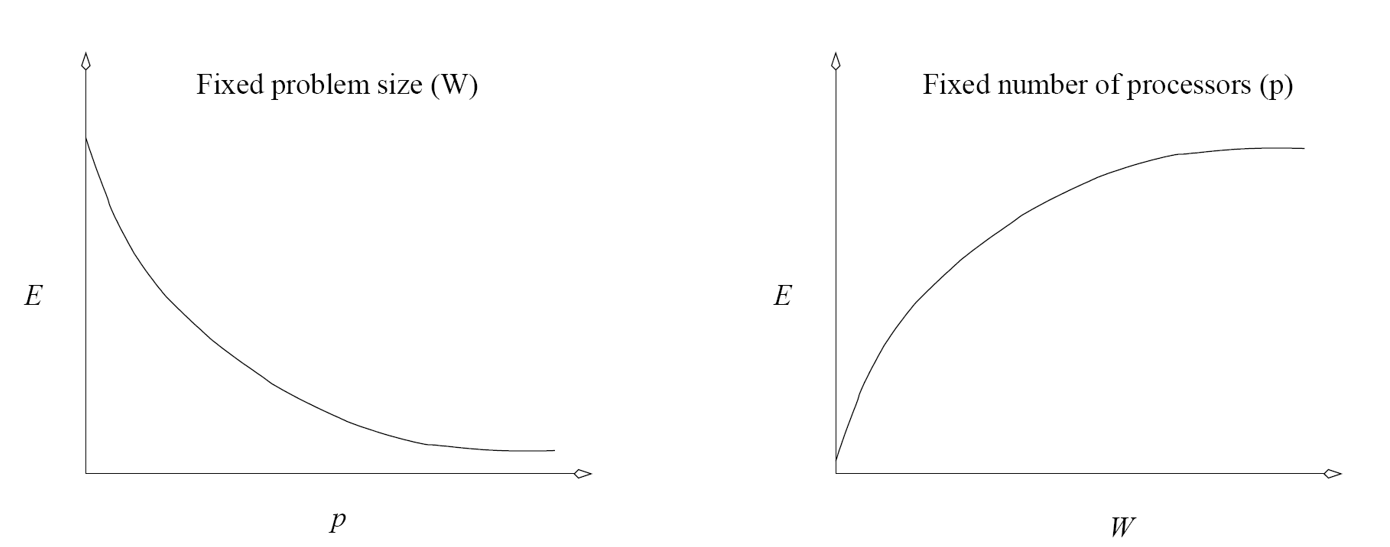 Fixed problem size (W)
E
p
Fixed number of processors (p)
E
W